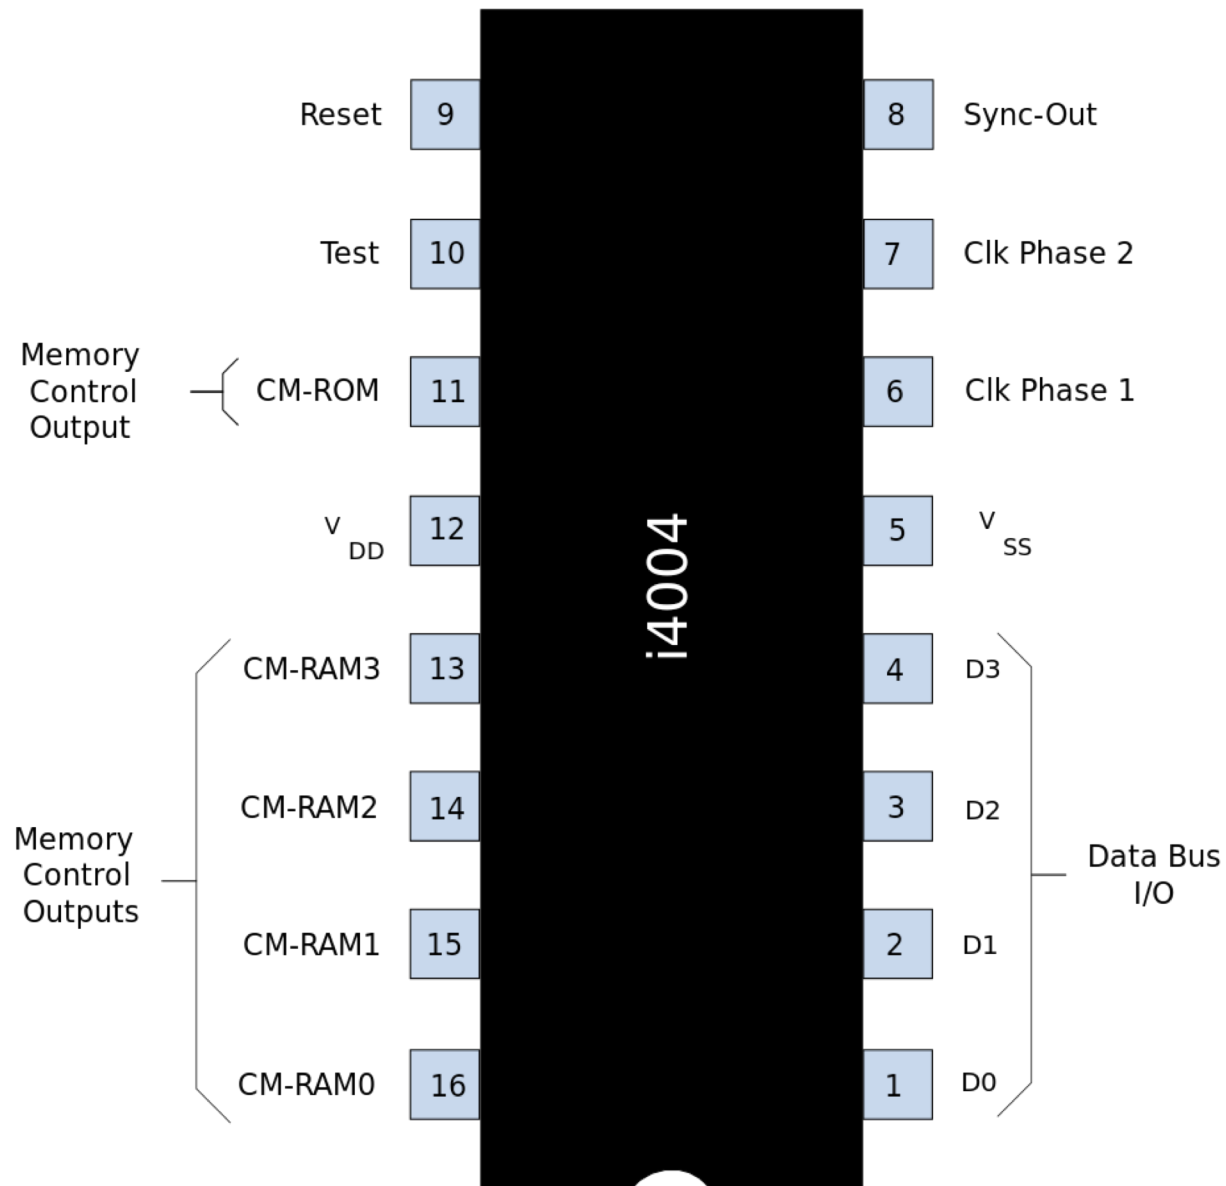 Reset 9 8 Sync-Out
Test 10 7 Clk Phase 2
Memory
Control
Output
CM-ROM 11 6 Clk Phase 1
V DD 12 5 V SS
i4004
CM-RAM3 13 4 D3
CM-RAM2 14 3 D2
Memory
Control
Outputs
Data Bus
I/O
CM-RAM1 15 2 D1
CM-RAM0 16 1 D0